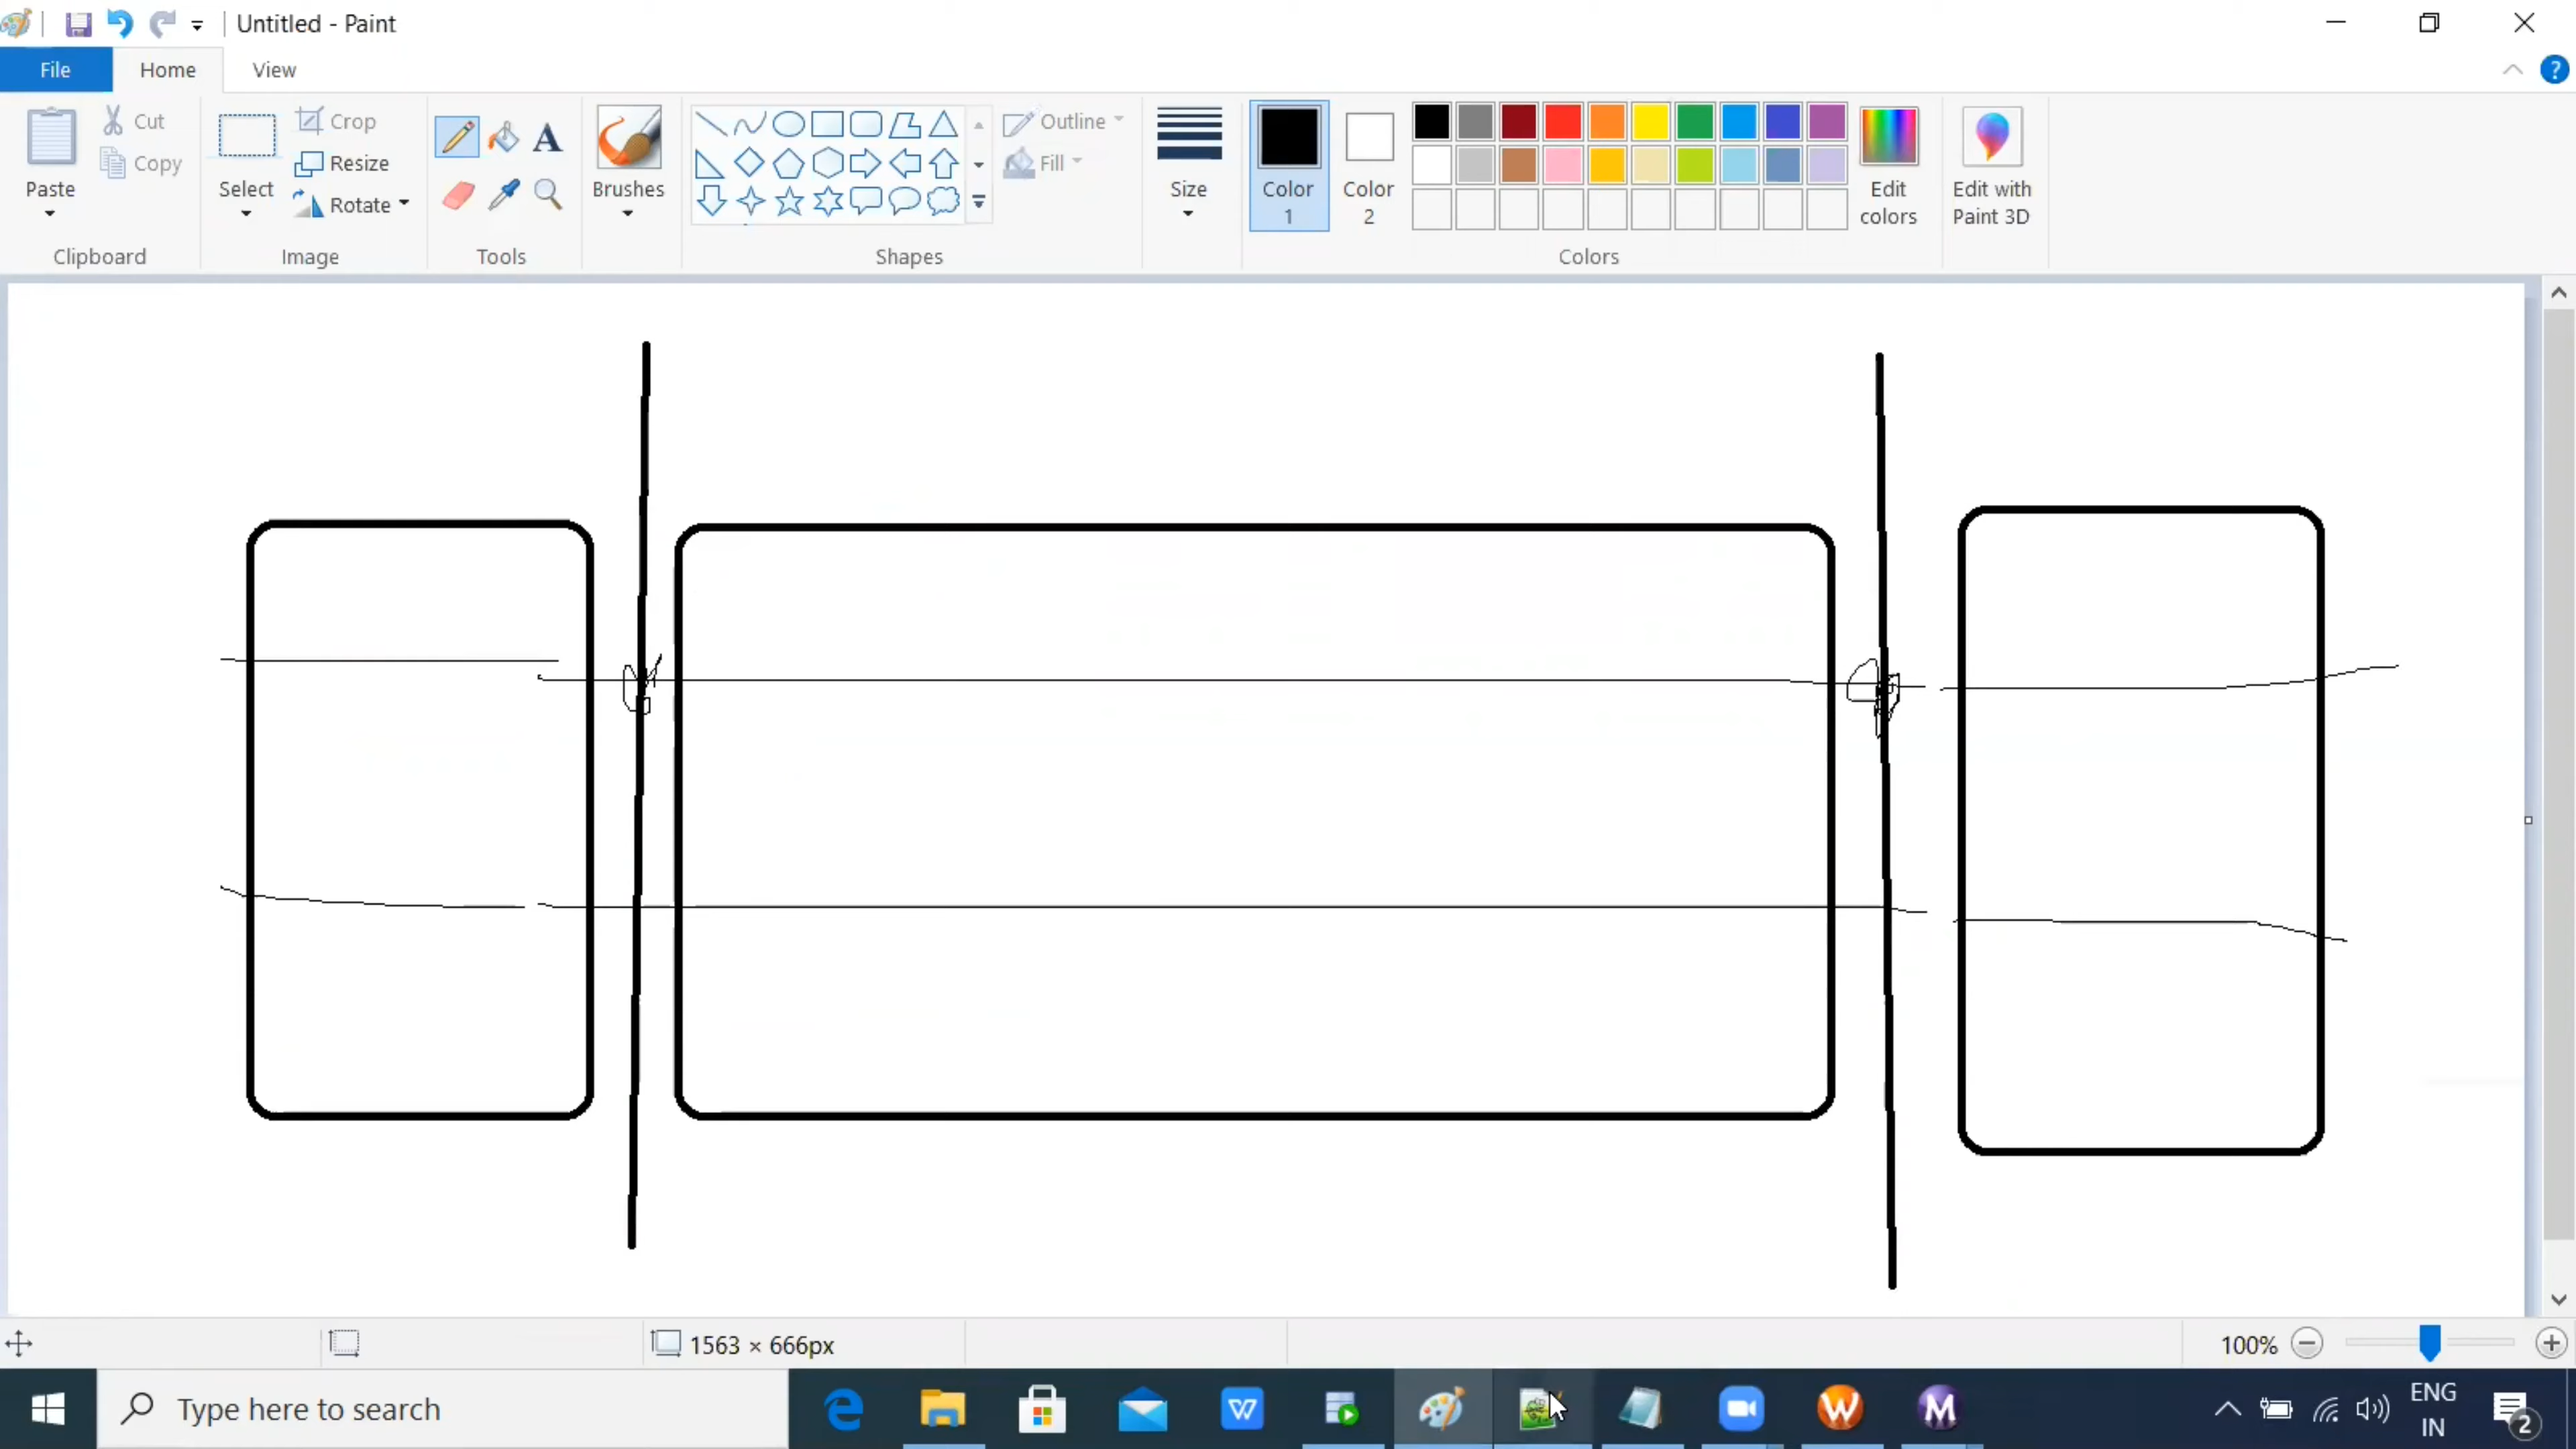 Untitled - Paint
File
Home
View
Paste
Cut
Copy
Clipboard
Select
Crop
Resize
Rotate
Image
A
Tools
Brushes
Shapes
Outline
Fill
Size
Color
1
Color
2
Edit
colors
Colors
Edit with
Paint 3D
?
1563 × 666px
100%
Type here to search
W
W
M
ENG
IN
2